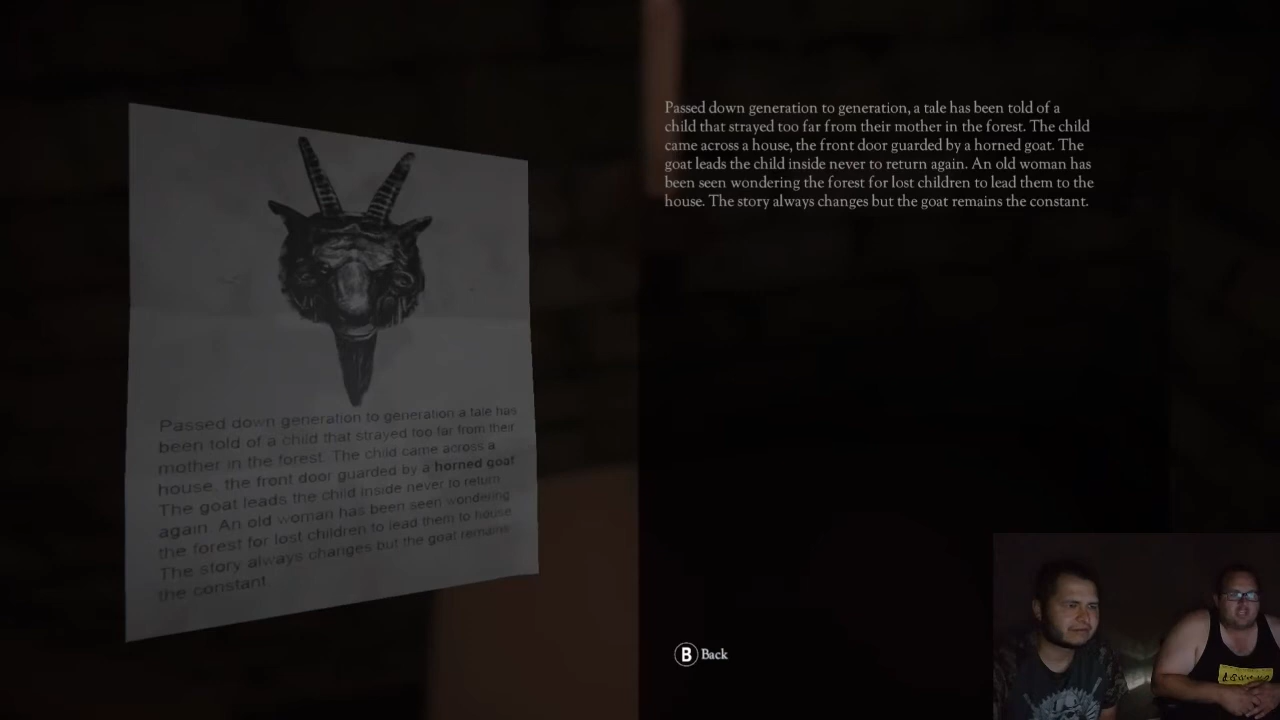 Passed down generation to generation a tale has
been told of a child that strayed too far from their
mother in the forest. The child came across a
house. the front door guarded by a horned goat
The goat leads the child inside never to return
again. An old woman has been seen wondering
the forest for lost children to lead them to house
The story always changes but the goat remains
the constant.
Passed down generation to generation, a tale has been told of a
child that strayed too far from their mother in the forest. The child
came across a house, the front door guarded by a horned goat. The
goat leads the child inside never to return again. An old woman has
been seen wondering the forest for lost children to lead them to the
house. The story always changes but the goat remains the constant.
B Back